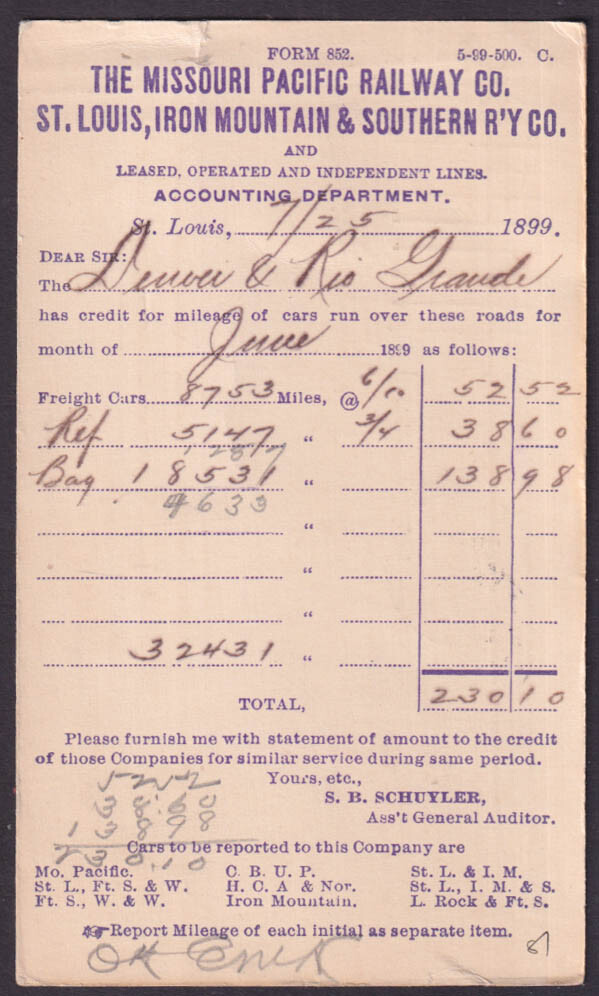 FORM 852. 5-99-500. C.
THE MISSOURI PACIFIC RAILWAY CO.
ST. LOUIS, IRON MOUNTAIN & SOUTHERN R'Y CO.
AND
LEASED, OPERATED AND INDEPENDENT LINES.
ACCOUNTING DEPARTMENT.
St. Louis, 7/25 1899.
DEAR SIR:
The Denver & Rio Grande
has credit for mileage of cars run over these roads for
month of June 1899 as follows:
Freight Cars 8753 Miles, @ 6/10 52 52
Ref 5147 " 3/4 38 60
1287
Bag 18531 " 138 98
4633
"
"
"
32431 "
TOTAL, 230 10
Please furnish me with statement of amount to the credit
of those Companies for similar service during same period.
Yours, etc.,
5252
S. B. SCHUYLER,
Ass't General Auditor.
Cars to be reported to this Company are
230.10
Mo. Pacific. C. B. U. P. St. L. & I. M.
St. L., Ft. S. & W. H. C. A & Nor. St. L., I. M. & S.
Ft. S., W. & W. Iron Mountain. L. Rock & Ft. S.
Report Mileage of each initial as separate item.
OK